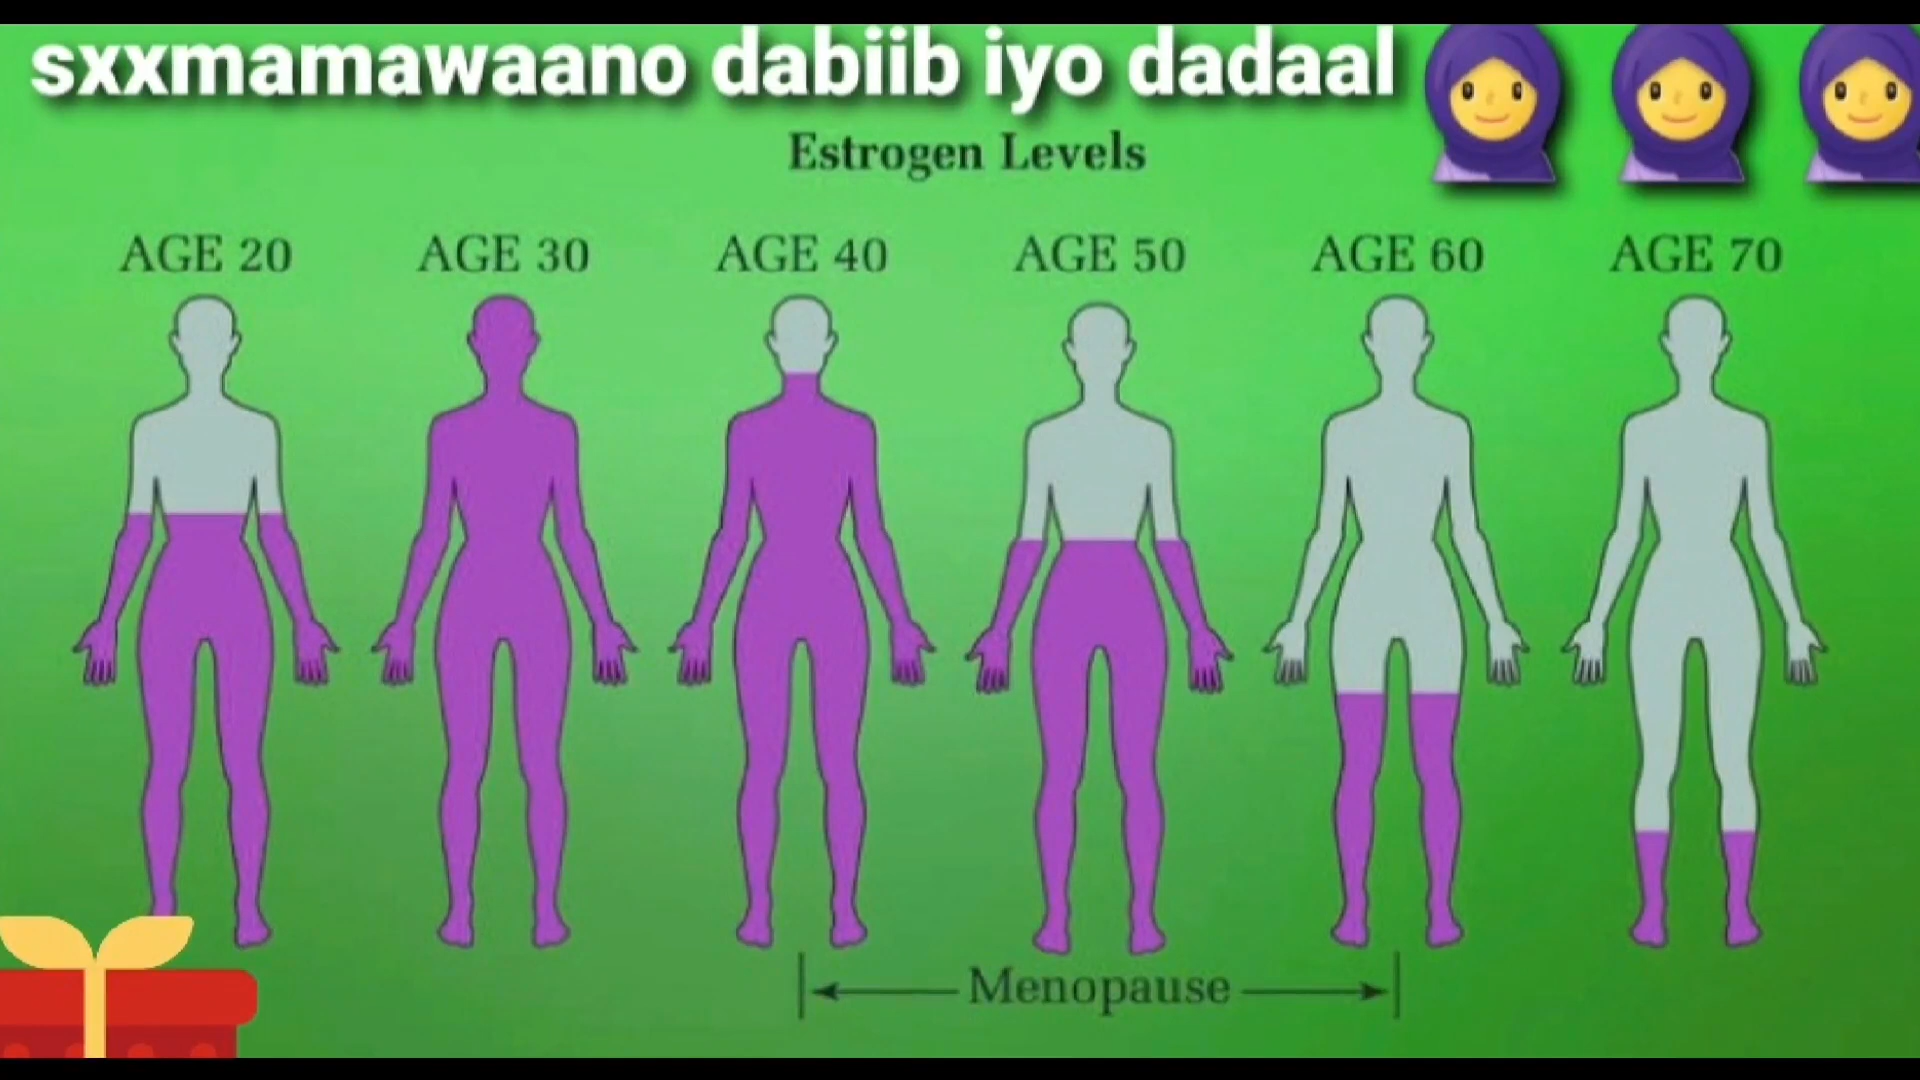 sxxmamawaano dabiib iyo dadaal
Estrogen Levels
AGE 20 AGE 30 AGE 40 AGE 50 AGE 60 AGE 70
Menopause